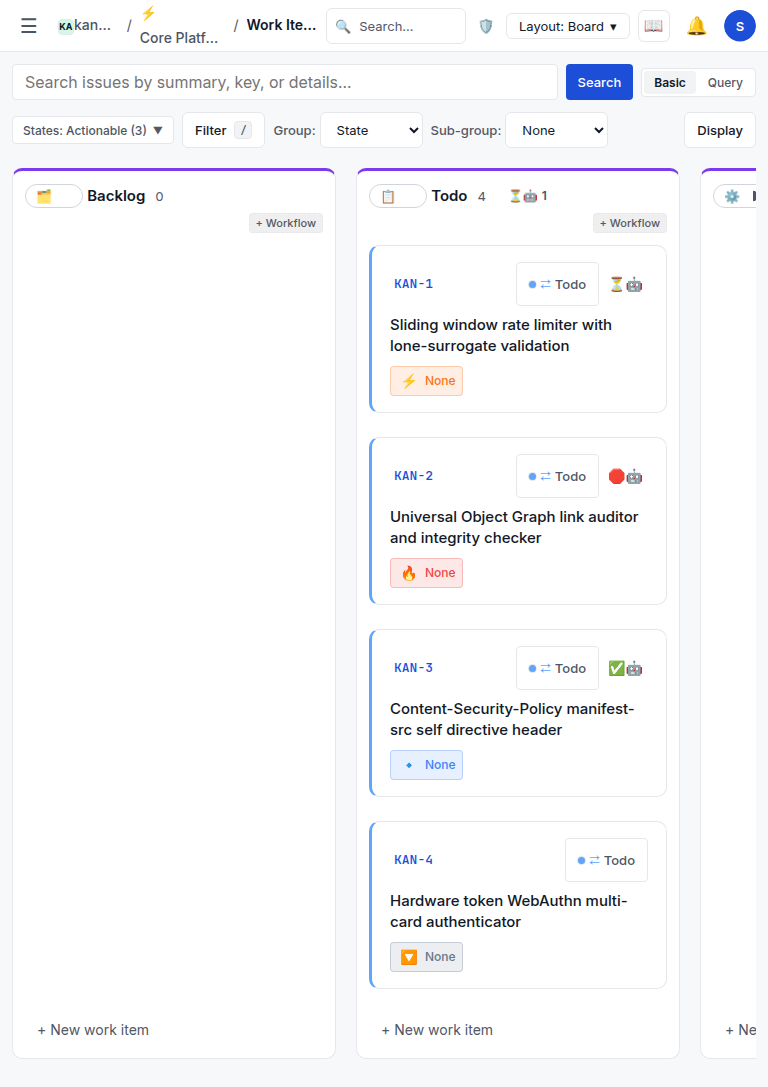 ☰ KA kan... / ⚡ Core Platf... / Work Ite... 🔍 Search... 🛡️ Layout: Board ▾ 📖 🔔 S
Search issues by summary, key, or details... Search Basic Query
States: Actionable (3) ▼ Filter / Group: State Sub-group: None Display
🗂️ Backlog 0
+ Workflow
+ New work item
📋 Todo 4 ⏳🤖 1
+ Workflow
KAN-1 ⇄ Todo ⏳🤖
Sliding window rate limiter with
lone-surrogate validation
⚡ None
KAN-2 ⇄ Todo 🛑🤖
Universal Object Graph link auditor
and integrity checker
🔥 None
KAN-3 ⇄ Todo ✅🤖
Content-Security-Policy manifest-
src self directive header
🔹 None
KAN-4 ⇄ Todo
Hardware token WebAuthn multi-
card authenticator
🔽 None
+ New work item
⚙️
+ Ne